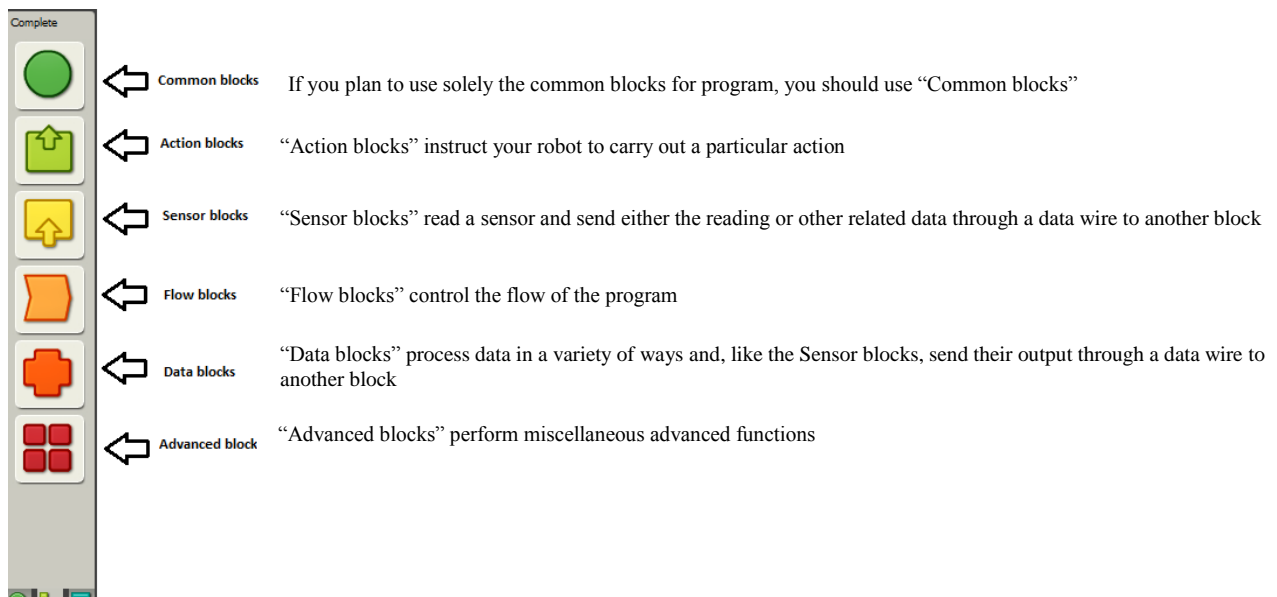 Complete
Common blocks If you plan to use solely the common blocks for program, you should use “Common blocks”
Action blocks “Action blocks” instruct your robot to carry out a particular action
Sensor blocks “Sensor blocks” read a sensor and send either the reading or other related data through a data wire to another block
Flow blocks “Flow blocks” control the flow of the program
Data blocks “Data blocks” process data in a variety of ways and, like the Sensor blocks, send their output through a data wire to
another block
Advanced block “Advanced blocks” perform miscellaneous advanced functions